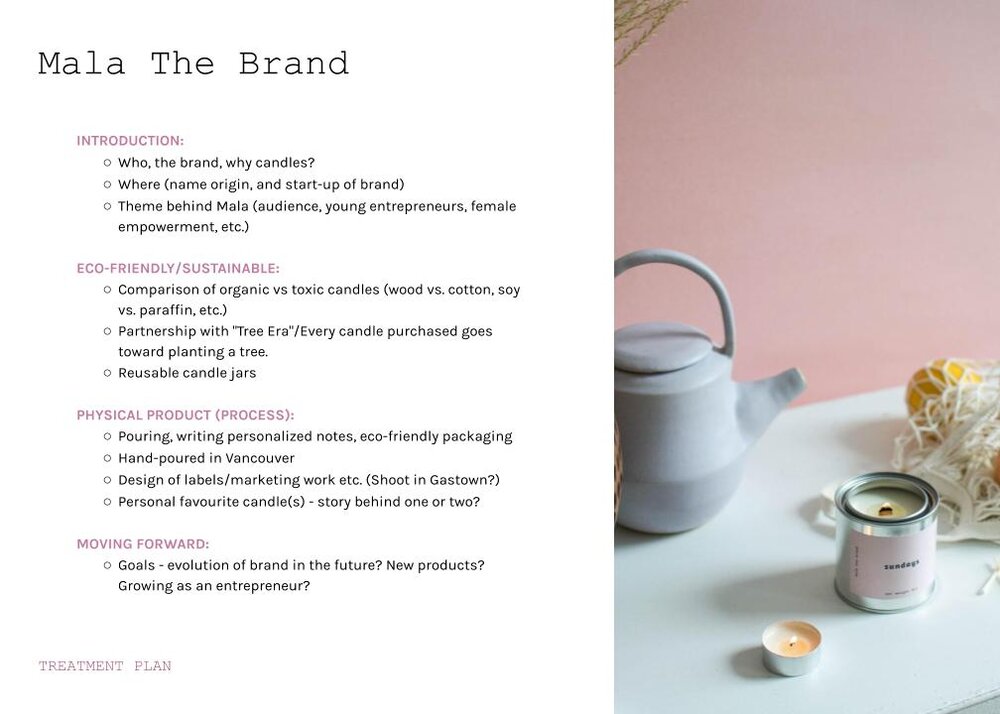 Mala The Brand
INTRODUCTION:
○ Who, the brand, why candles?
○ Where (name origin, and start-up of brand)
○ Theme behind Mala (audience, young entrepreneurs, female
empowerment, etc.)
ECO-FRIENDLY/SUSTAINABLE:
○ Comparison of organic vs toxic candles (wood vs. cotton, soy
vs. paraffin, etc.)
○ Partnership with "Tree Era"/Every candle purchased goes
toward planting a tree.
○ Reusable candle jars
PHYSICAL PRODUCT (PROCESS):
○ Pouring, writing personalized notes, eco-friendly packaging
○ Hand-poured in Vancouver
○ Design of labels/marketing work etc. (Shoot in Gastown?)
○ Personal favourite candle(s) - story behind one or two?
MOVING FORWARD:
○ Goals - evolution of brand in the future? New products?
Growing as an entrepreneur?
TREATMENT PLAN
sundays